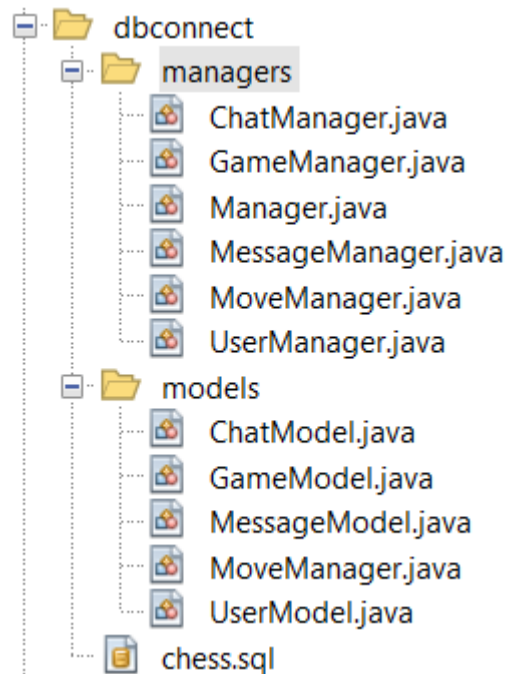 dbconnect
managers
ChatManager.java
GameManager.java
Manager.java
MessageManager.java
MoveManager.java
UserManager.java
models
ChatModel.java
GameModel.java
MessageModel.java
MoveManager.java
UserModel.java
chess.sql